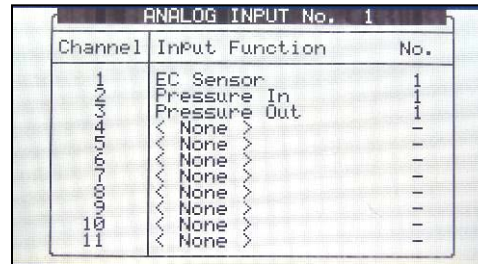 ANALOG INPUT No. 1
Channel Input Function No.
1 EC Sensor 1
2 Pressure In 1
3 Pressure Out 1
4 < None > -
5 < None > -
6 < None > -
7 < None > -
8 < None > -
9 < None > -
10 < None > -
11 < None > -